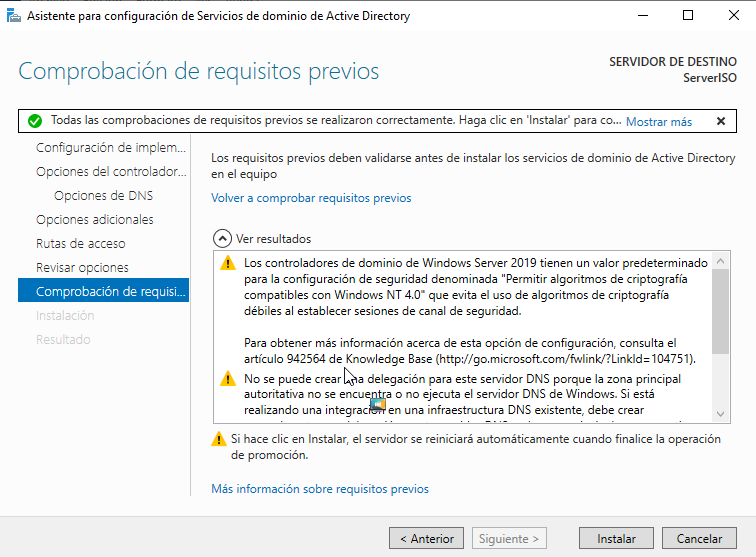 Asistente para configuración de Servicios de dominio de Active Directory
Comprobación de requisitos previos
SERVIDOR DE DESTINO
ServerISO
Todas las comprobaciones de requisitos previos se realizaron correctamente. Haga clic en 'Instalar' para co... Mostrar más
Configuración de implem...
Opciones del controlador...
Opciones de DNS
Opciones adicionales
Rutas de acceso
Revisar opciones
Comprobación de requisi...
Instalación
Resultado
Los requisitos previos deben validarse antes de instalar los servicios de dominio de Active Directory
en el equipo
Volver a comprobar requisitos previos
Ver resultados
Los controladores de dominio de Windows Server 2019 tienen un valor predeterminado
para la configuración de seguridad denominada "Permitir algoritmos de criptografía
compatibles con Windows NT 4.0" que evita el uso de algoritmos de criptografía
débiles al establecer sesiones de canal de seguridad.
Para obtener más información acerca de esta opción de configuración, consulta el
artículo 942564 de Knowledge Base (http://go.microsoft.com/fwlink/?LinkId=104751).
No se puede crear una delegación para este servidor DNS porque la zona principal
autoritativa no se encuentra o no ejecuta el servidor DNS de Windows. Si está
realizando una integración en una infraestructura DNS existente, debe crear
Si hace clic en Instalar, el servidor se reiniciará automáticamente cuando finalice la operación
de promoción.
Más información sobre requisitos previos
< Anterior
Siguiente >
Instalar
Cancelar